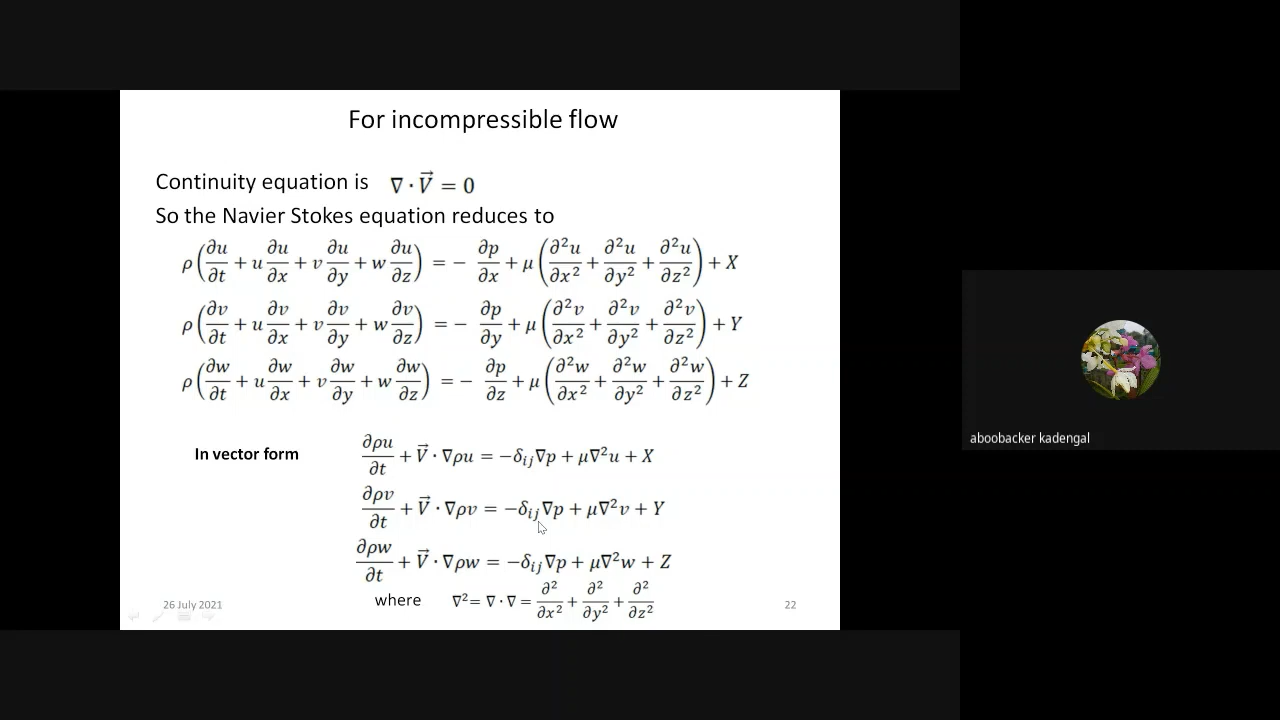 For incompressible flow
Continuity equation is ∇ · V⃗ = 0
So the Navier Stokes equation reduces to
ρ(∂u/∂t + u ∂u/∂x + v ∂u/∂y + w ∂u/∂z) = − ∂p/∂x + μ(∂²u/∂x² + ∂²u/∂y² + ∂²u/∂z²) + X
ρ(∂v/∂t + u ∂v/∂x + v ∂v/∂y + w ∂v/∂z) = − ∂p/∂y + μ(∂²v/∂x² + ∂²v/∂y² + ∂²v/∂z²) + Y
ρ(∂w/∂t + u ∂w/∂x + v ∂w/∂y + w ∂w/∂z) = − ∂p/∂z + μ(∂²w/∂x² + ∂²w/∂y² + ∂²w/∂z²) + Z
In vector form ∂ρu/∂t + V⃗ · ∇ρu = −δᵢⱼ∇p + μ∇²u + X
∂ρv/∂t + V⃗ · ∇ρv = −δᵢⱼ∇p + μ∇²v + Y
∂ρw/∂t + V⃗ · ∇ρw = −δᵢⱼ∇p + μ∇²w + Z
where ∇² = ∇ · ∇ = ∂²/∂x² + ∂²/∂y² + ∂²/∂z²
26 July 2021 22
aboobacker kadengal